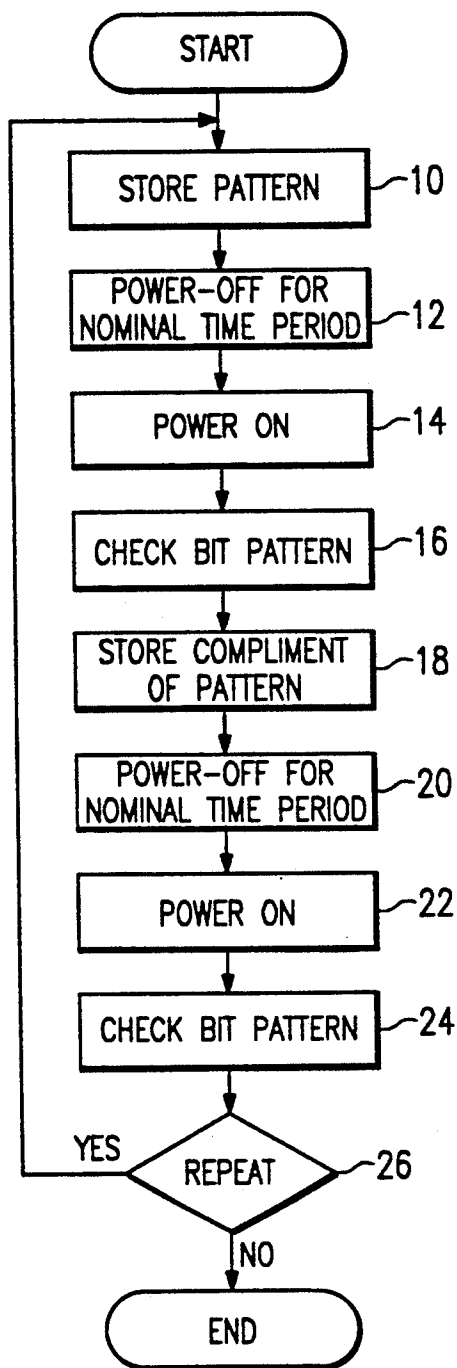 START
STORE PATTERN
10
POWER-OFF FOR
NOMINAL TIME PERIOD
12
POWER ON
14
CHECK BIT PATTERN
16
STORE COMPLIMENT
OF PATTERN
18
POWER-OFF FOR
NOMINAL TIME PERIOD
20
POWER ON
22
CHECK BIT PATTERN
24
YES
REPEAT
26
NO
END